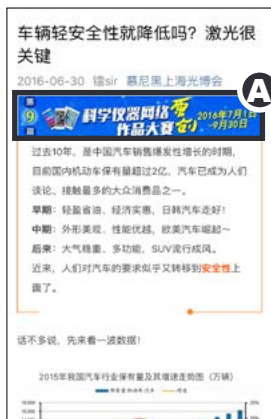 车辆轻安全性就降低吗？激光很
关键
2016-06-30 镭sir 慕尼黑上海光博会
A
第
9
届
科学仪器网络原创
作品大赛
2016年7月1日
-9月30日
过去10年，是中国汽车销售爆发性增长的时期，
目前国内机动车保有量超过2亿，汽车已成为人们
谈论、接触最多的大众消费品之一。
早期：轻盈省油、经济实惠，日韩汽车走好！
中期：外形美观、性能优越，欧美汽车崛起~
后来：大气稳重、多功能，SUV流行成风。
近来，人们对汽车的要求似乎又转移到安全性上
面了。
话不多说，先来看一波数据！
2015年我国汽车行业保有量及其增速走势图（万辆）